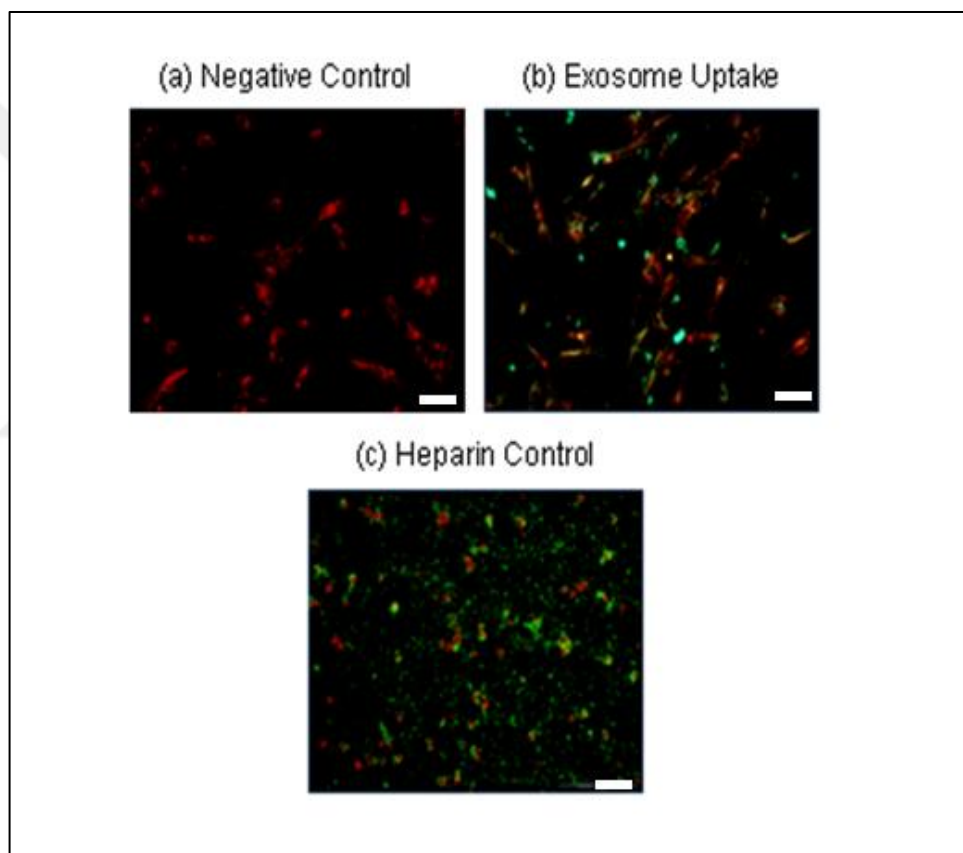 (a) Negative Control
(b) Exosome Uptake
(c) Heparin Control